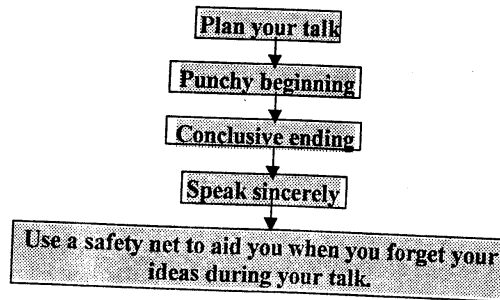 Plan your talk
Punchy beginning
Conclusive ending
Speak sincerely
Use a safety net to aid you when you forget your
ideas during your talk.